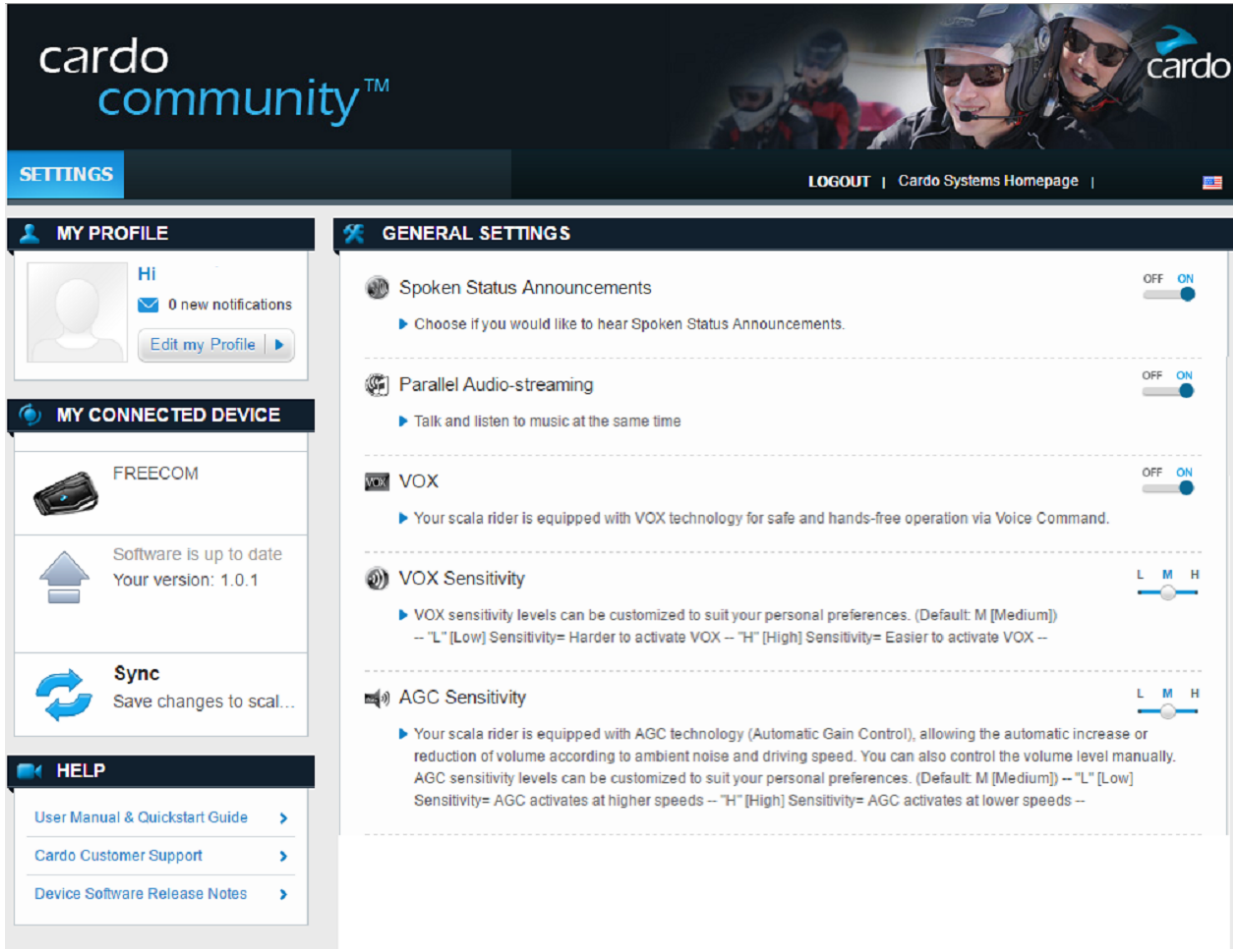 cardo
community™
cardo
SETTINGS
LOGOUT | Cardo Systems Homepage |
MY PROFILE
Hi
0 new notifications
Edit my Profile
MY CONNECTED DEVICE
FREECOM
Software is up to date
Your version: 1.0.1
Sync
Save changes to scal...
HELP
User Manual & Quickstart Guide
Cardo Customer Support
Device Software Release Notes
GENERAL SETTINGS
Spoken Status Announcements
OFF ON
Choose if you would like to hear Spoken Status Announcements.
Parallel Audio-streaming
OFF ON
Talk and listen to music at the same time
VOX
VOX
OFF ON
Your scala rider is equipped with VOX technology for safe and hands-free operation via Voice Command.
VOX Sensitivity
L M H
VOX sensitivity levels can be customized to suit your personal preferences. (Default: M [Medium])
-- "L" [Low] Sensitivity= Harder to activate VOX -- "H" [High] Sensitivity= Easier to activate VOX --
AGC Sensitivity
L M H
Your scala rider is equipped with AGC technology (Automatic Gain Control), allowing the automatic increase or
reduction of volume according to ambient noise and driving speed. You can also control the volume level manually.
AGC sensitivity levels can be customized to suit your personal preferences. (Default: M [Medium]) -- "L" [Low]
Sensitivity= AGC activates at higher speeds -- "H" [High] Sensitivity= AGC activates at lower speeds --